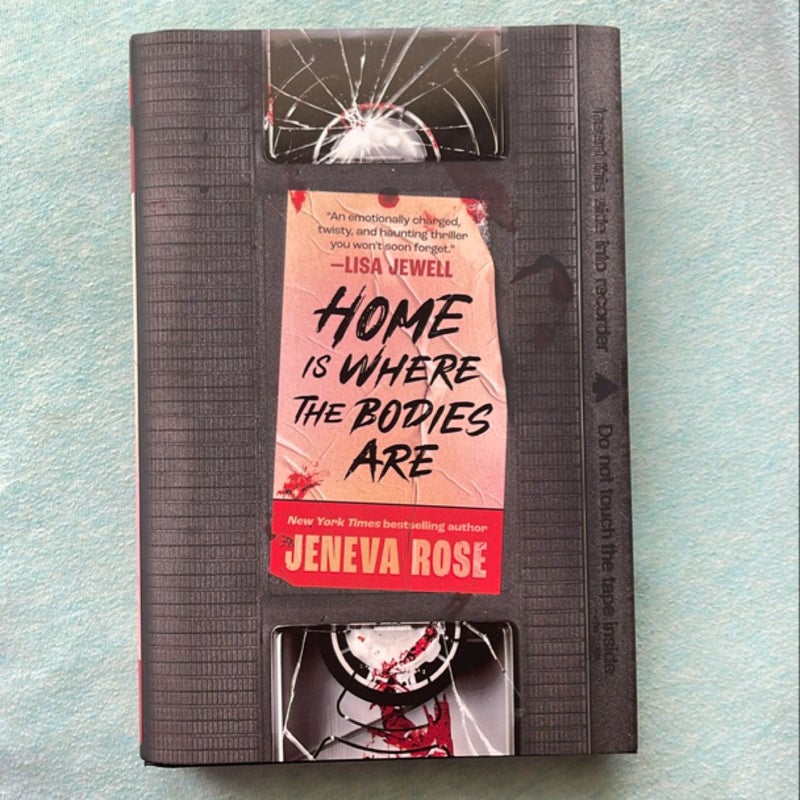 "An emotionally charged,
twisty, and haunting thriller
you won't soon forget."
—LISA JEWELL
HOME
IS WHERE
THE BODIES
ARE
New York Times bestselling author
JENEVA ROSE
Insert this side into recorder
Do not touch the tape inside